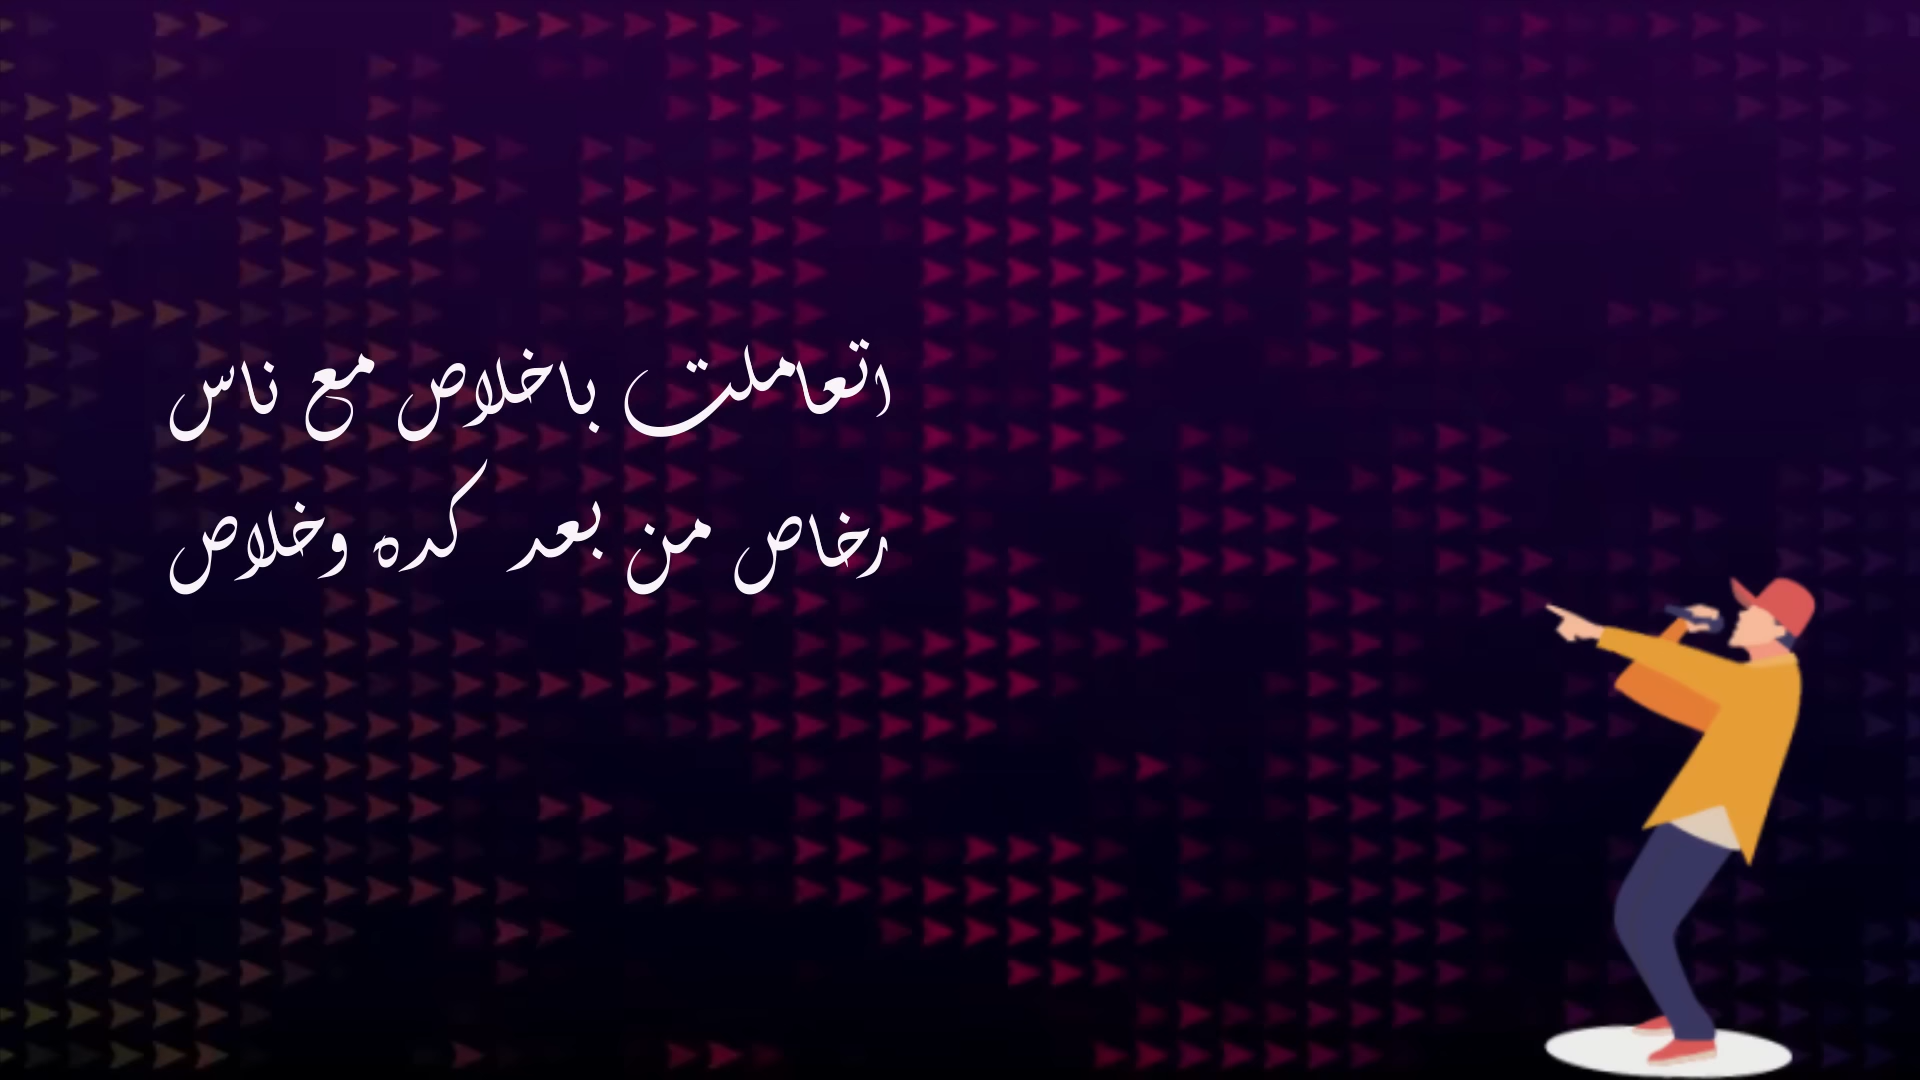 اتعاملت باخلاص مع ناس
رخاص من بعد كده وخلاص